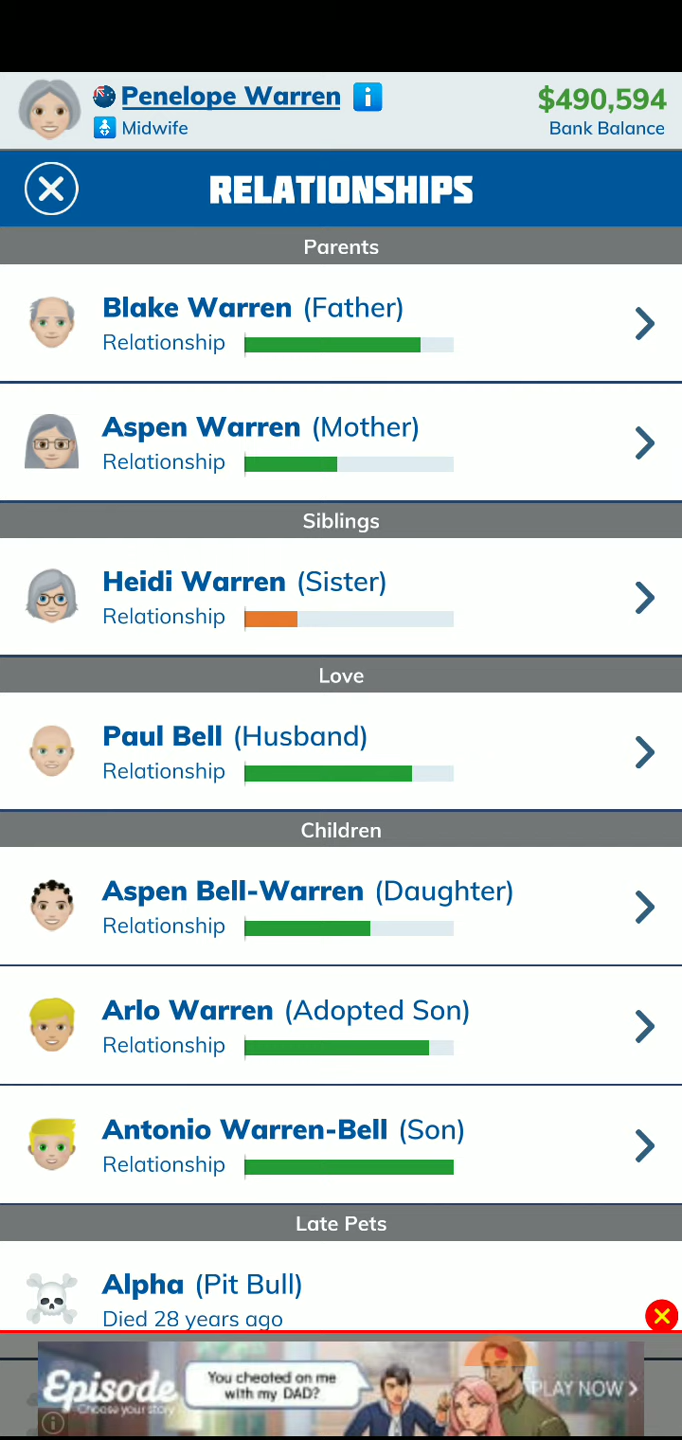 Penelope Warren i
$490,594
Midwife
Bank Balance
RELATIONSHIPS
Parents
Blake Warren (Father)
Relationship
Aspen Warren (Mother)
Relationship
Siblings
Heidi Warren (Sister)
Relationship
Love
Paul Bell (Husband)
Relationship
Children
Aspen Bell-Warren (Daughter)
Relationship
Arlo Warren (Adopted Son)
Relationship
Antonio Warren-Bell (Son)
Relationship
Late Pets
Alpha (Pit Bull)
Died 28 years ago
Episode
Choose your story
You cheated on me
with my DAD?
PLAY NOW